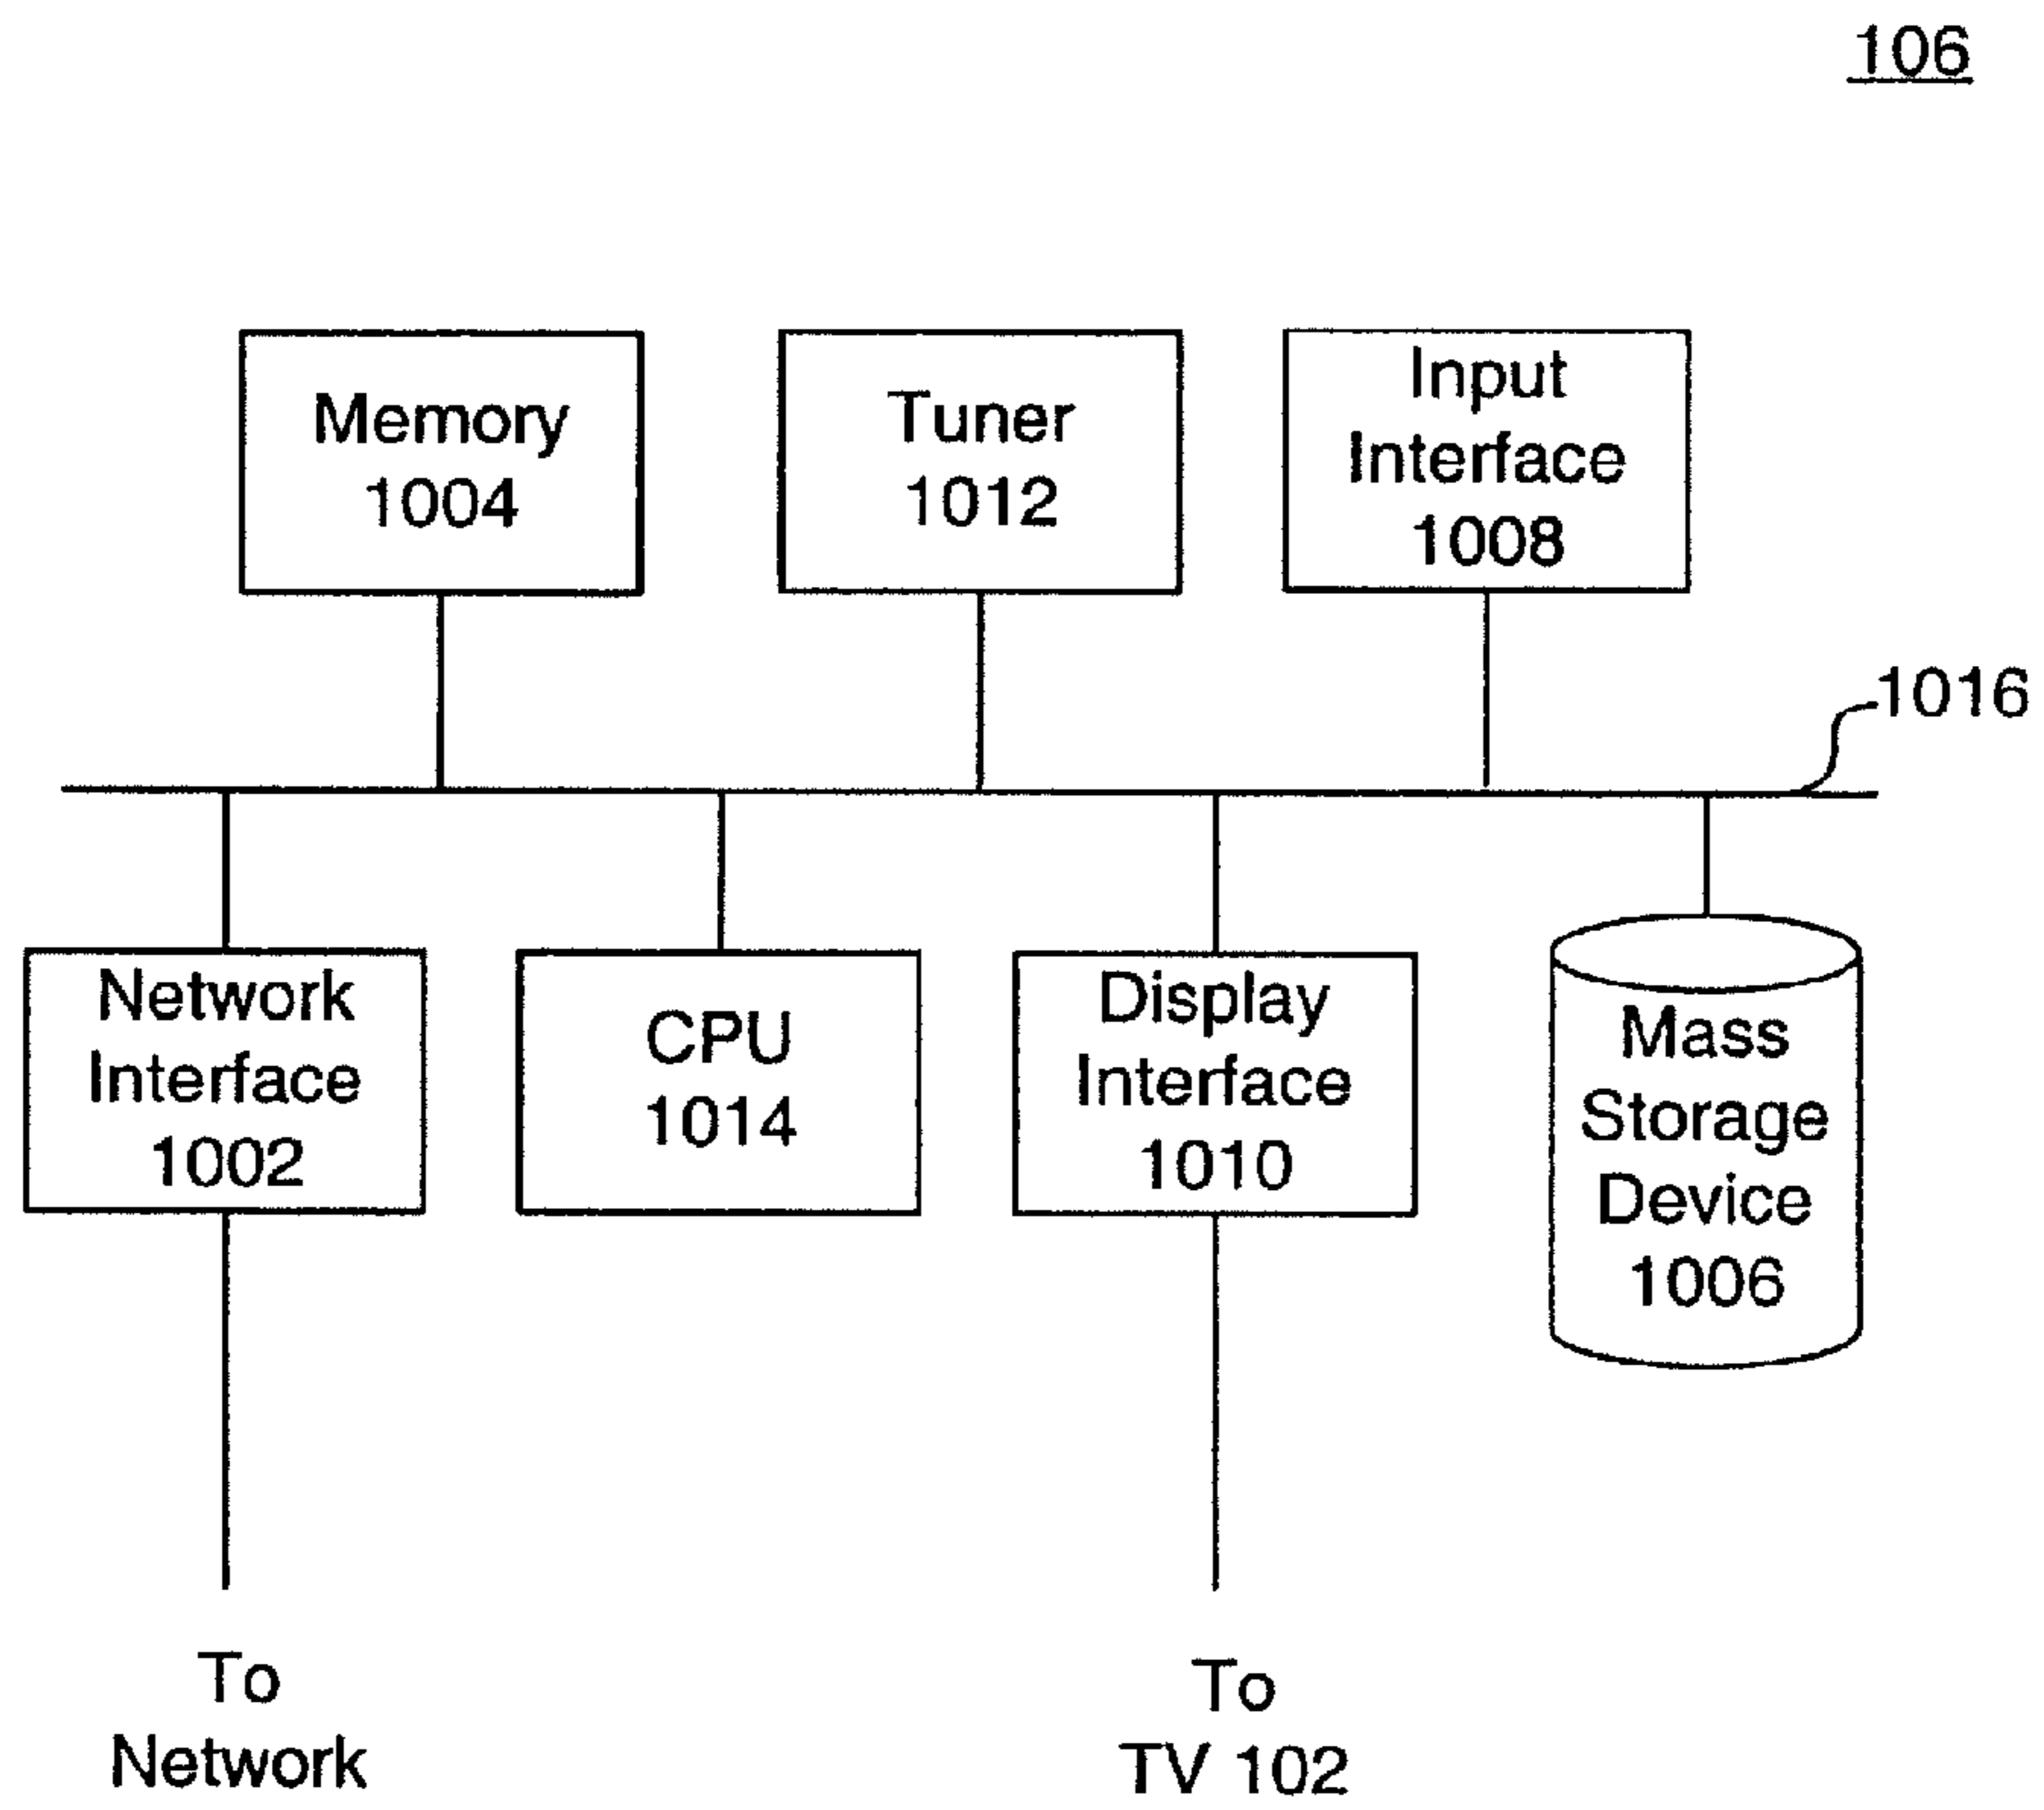 106
Memory
1004
Tuner
1012
Input
Interface
1008
1016
Network
Interface
1002
CPU
1014
Display
Interface
1010
Mass
Storage
Device
1006
To
Network
To
TV 102